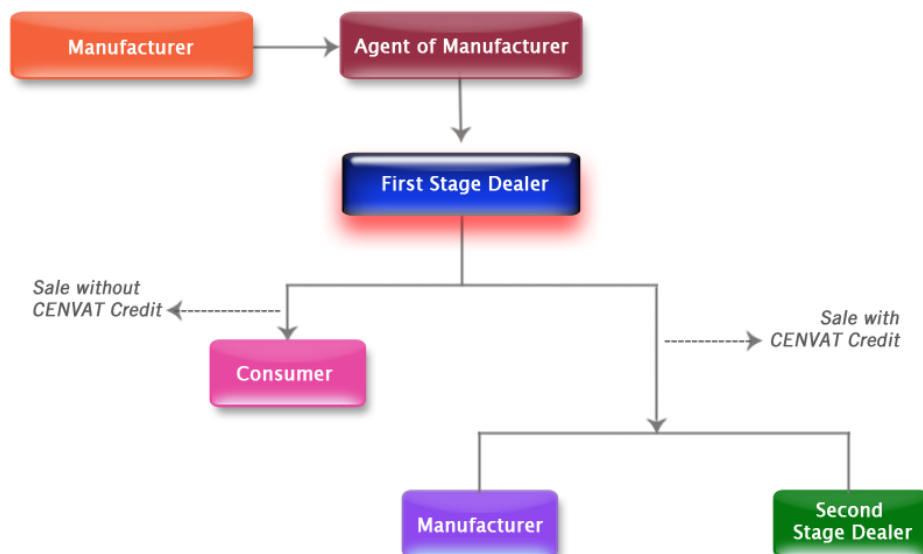 Manufacturer
Agent of Manufacturer
First Stage Dealer
Sale without
CENVAT Credit
Sale with
CENVAT Credit
Consumer
Manufacturer
Second
Stage Dealer